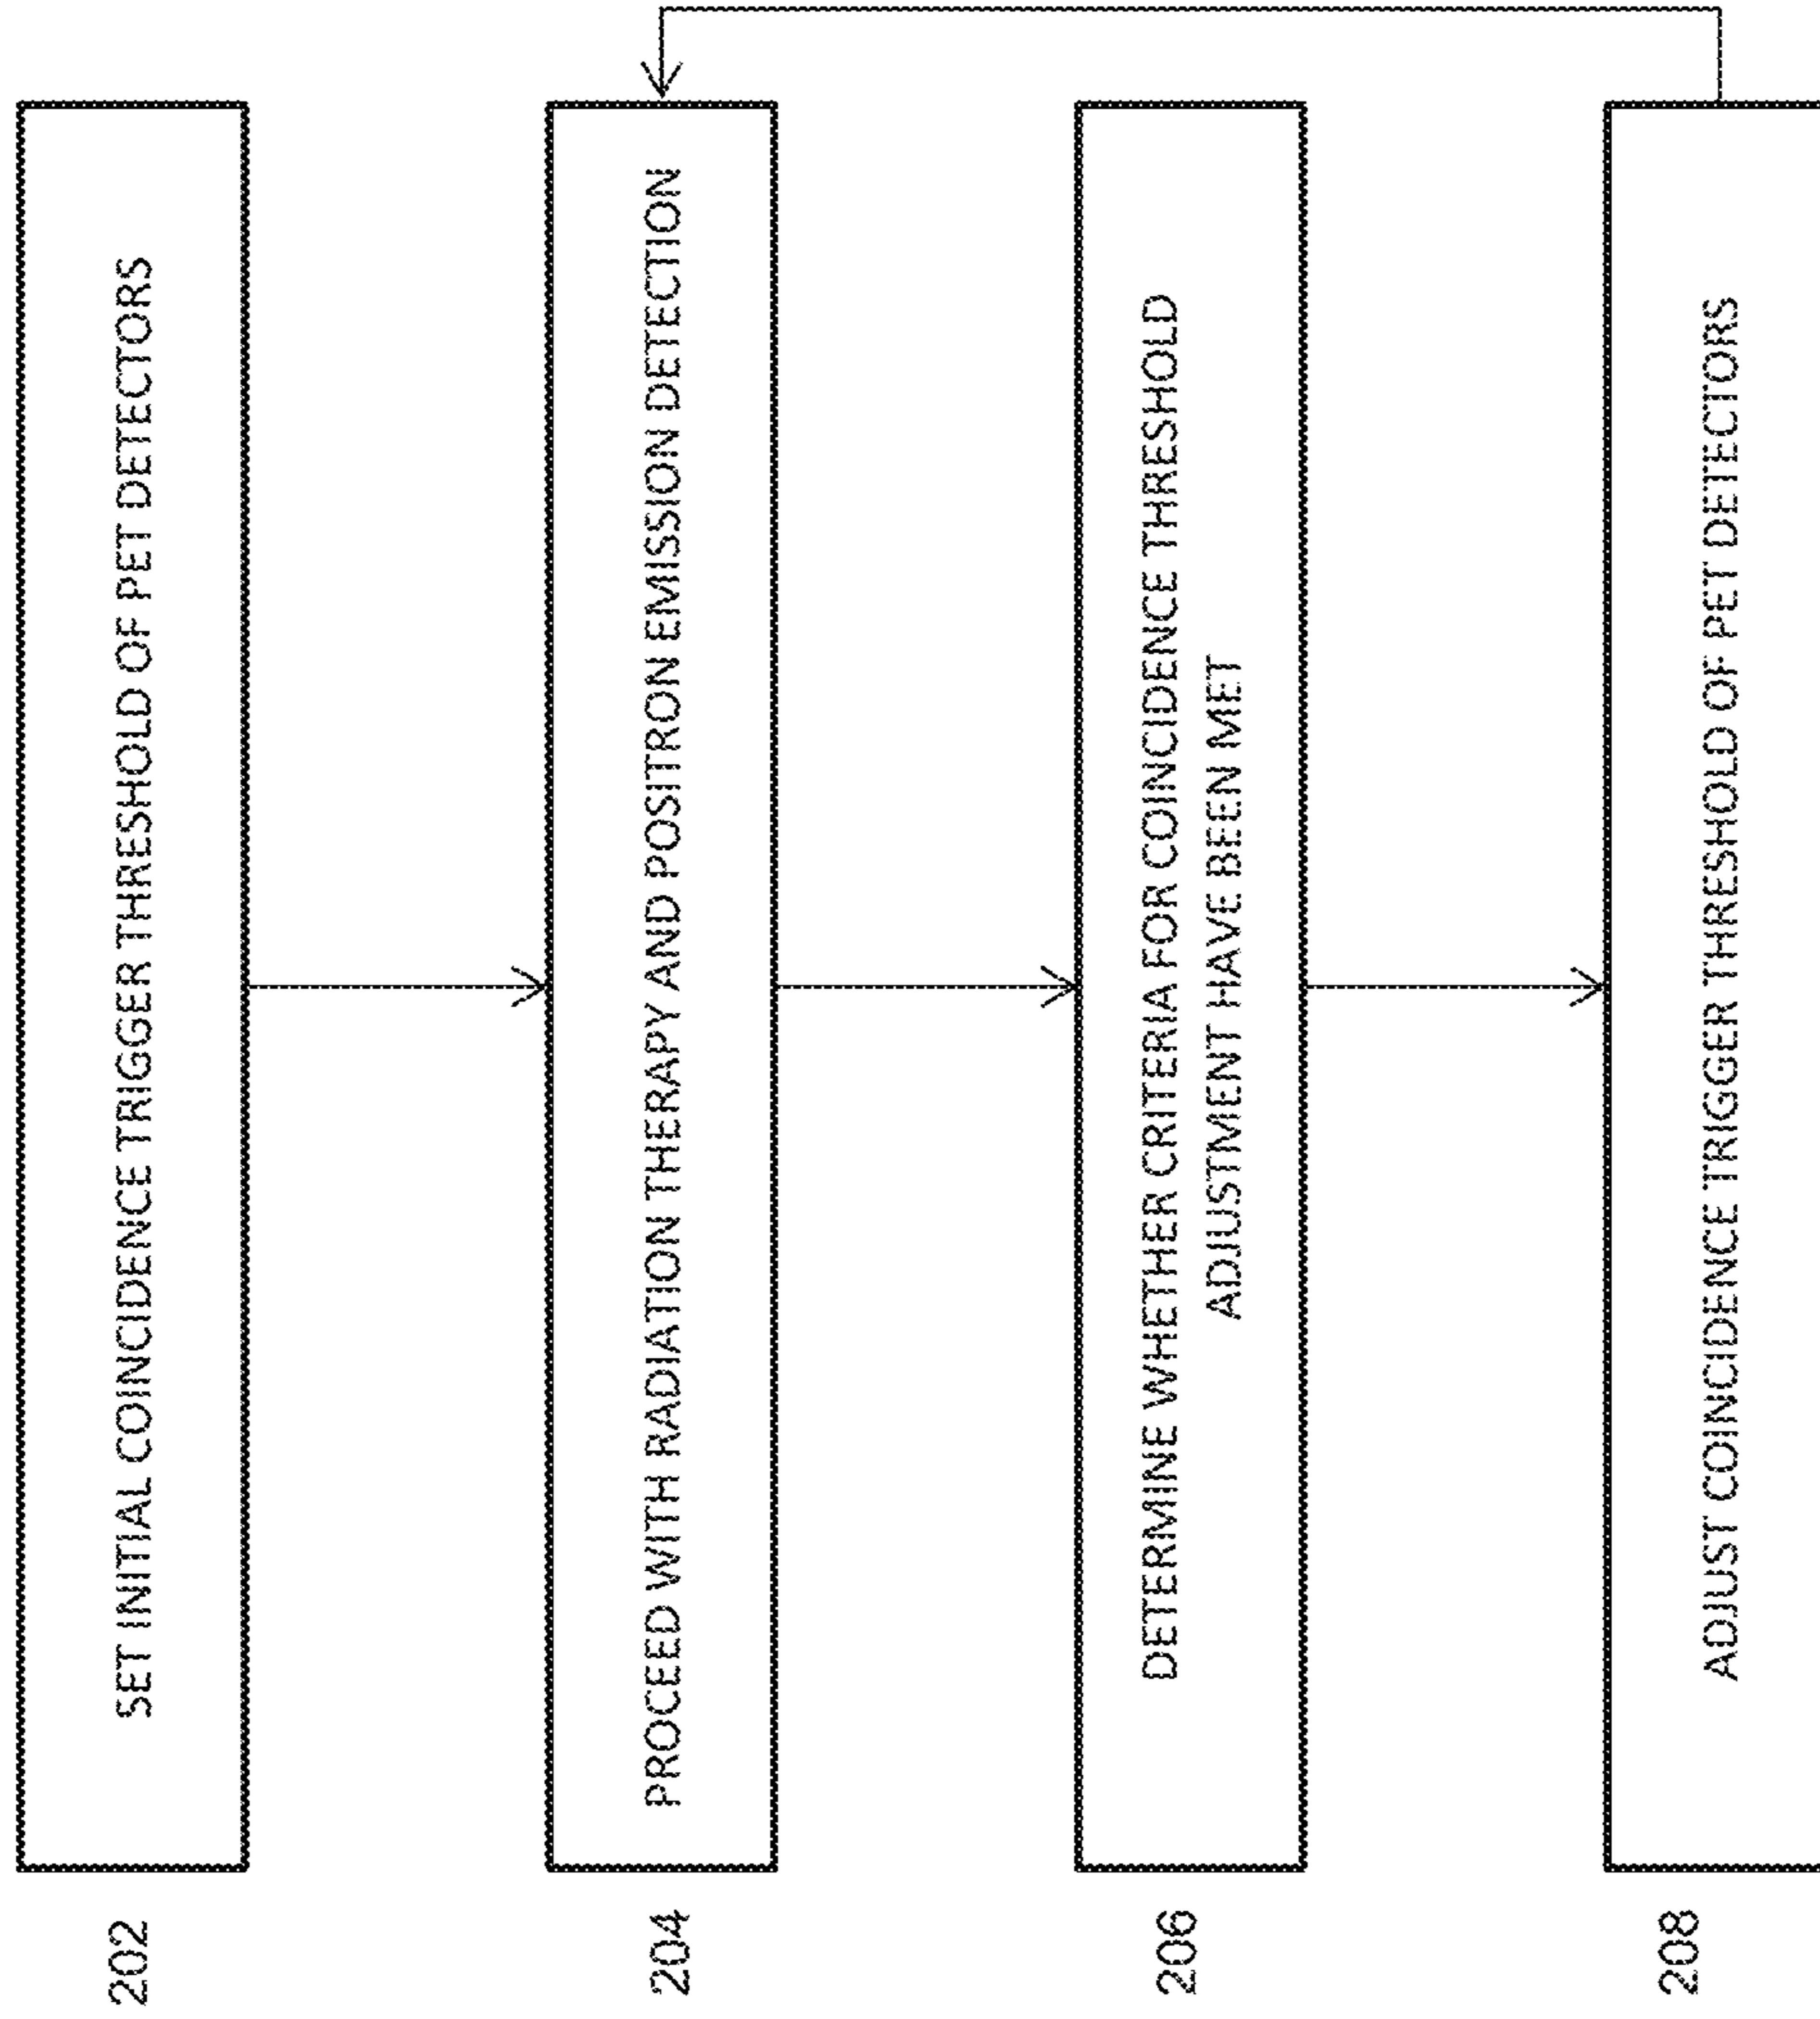 202
SET INITIAL COINCIDENCE TRIGGER THRESHOLD OF PET DETECTORS
204
PROCEED WITH RADIATION THERAPY AND POSITRON EMISSION DETECTION
206
DETERMINE WHETHER CRITERIA FOR COINCIDENCE THRESHOLD
ADJUSTMENT HAVE BEEN MET
208
ADJUST COINCIDENCE TRIGGER THRESHOLD OF PET DETECTORS